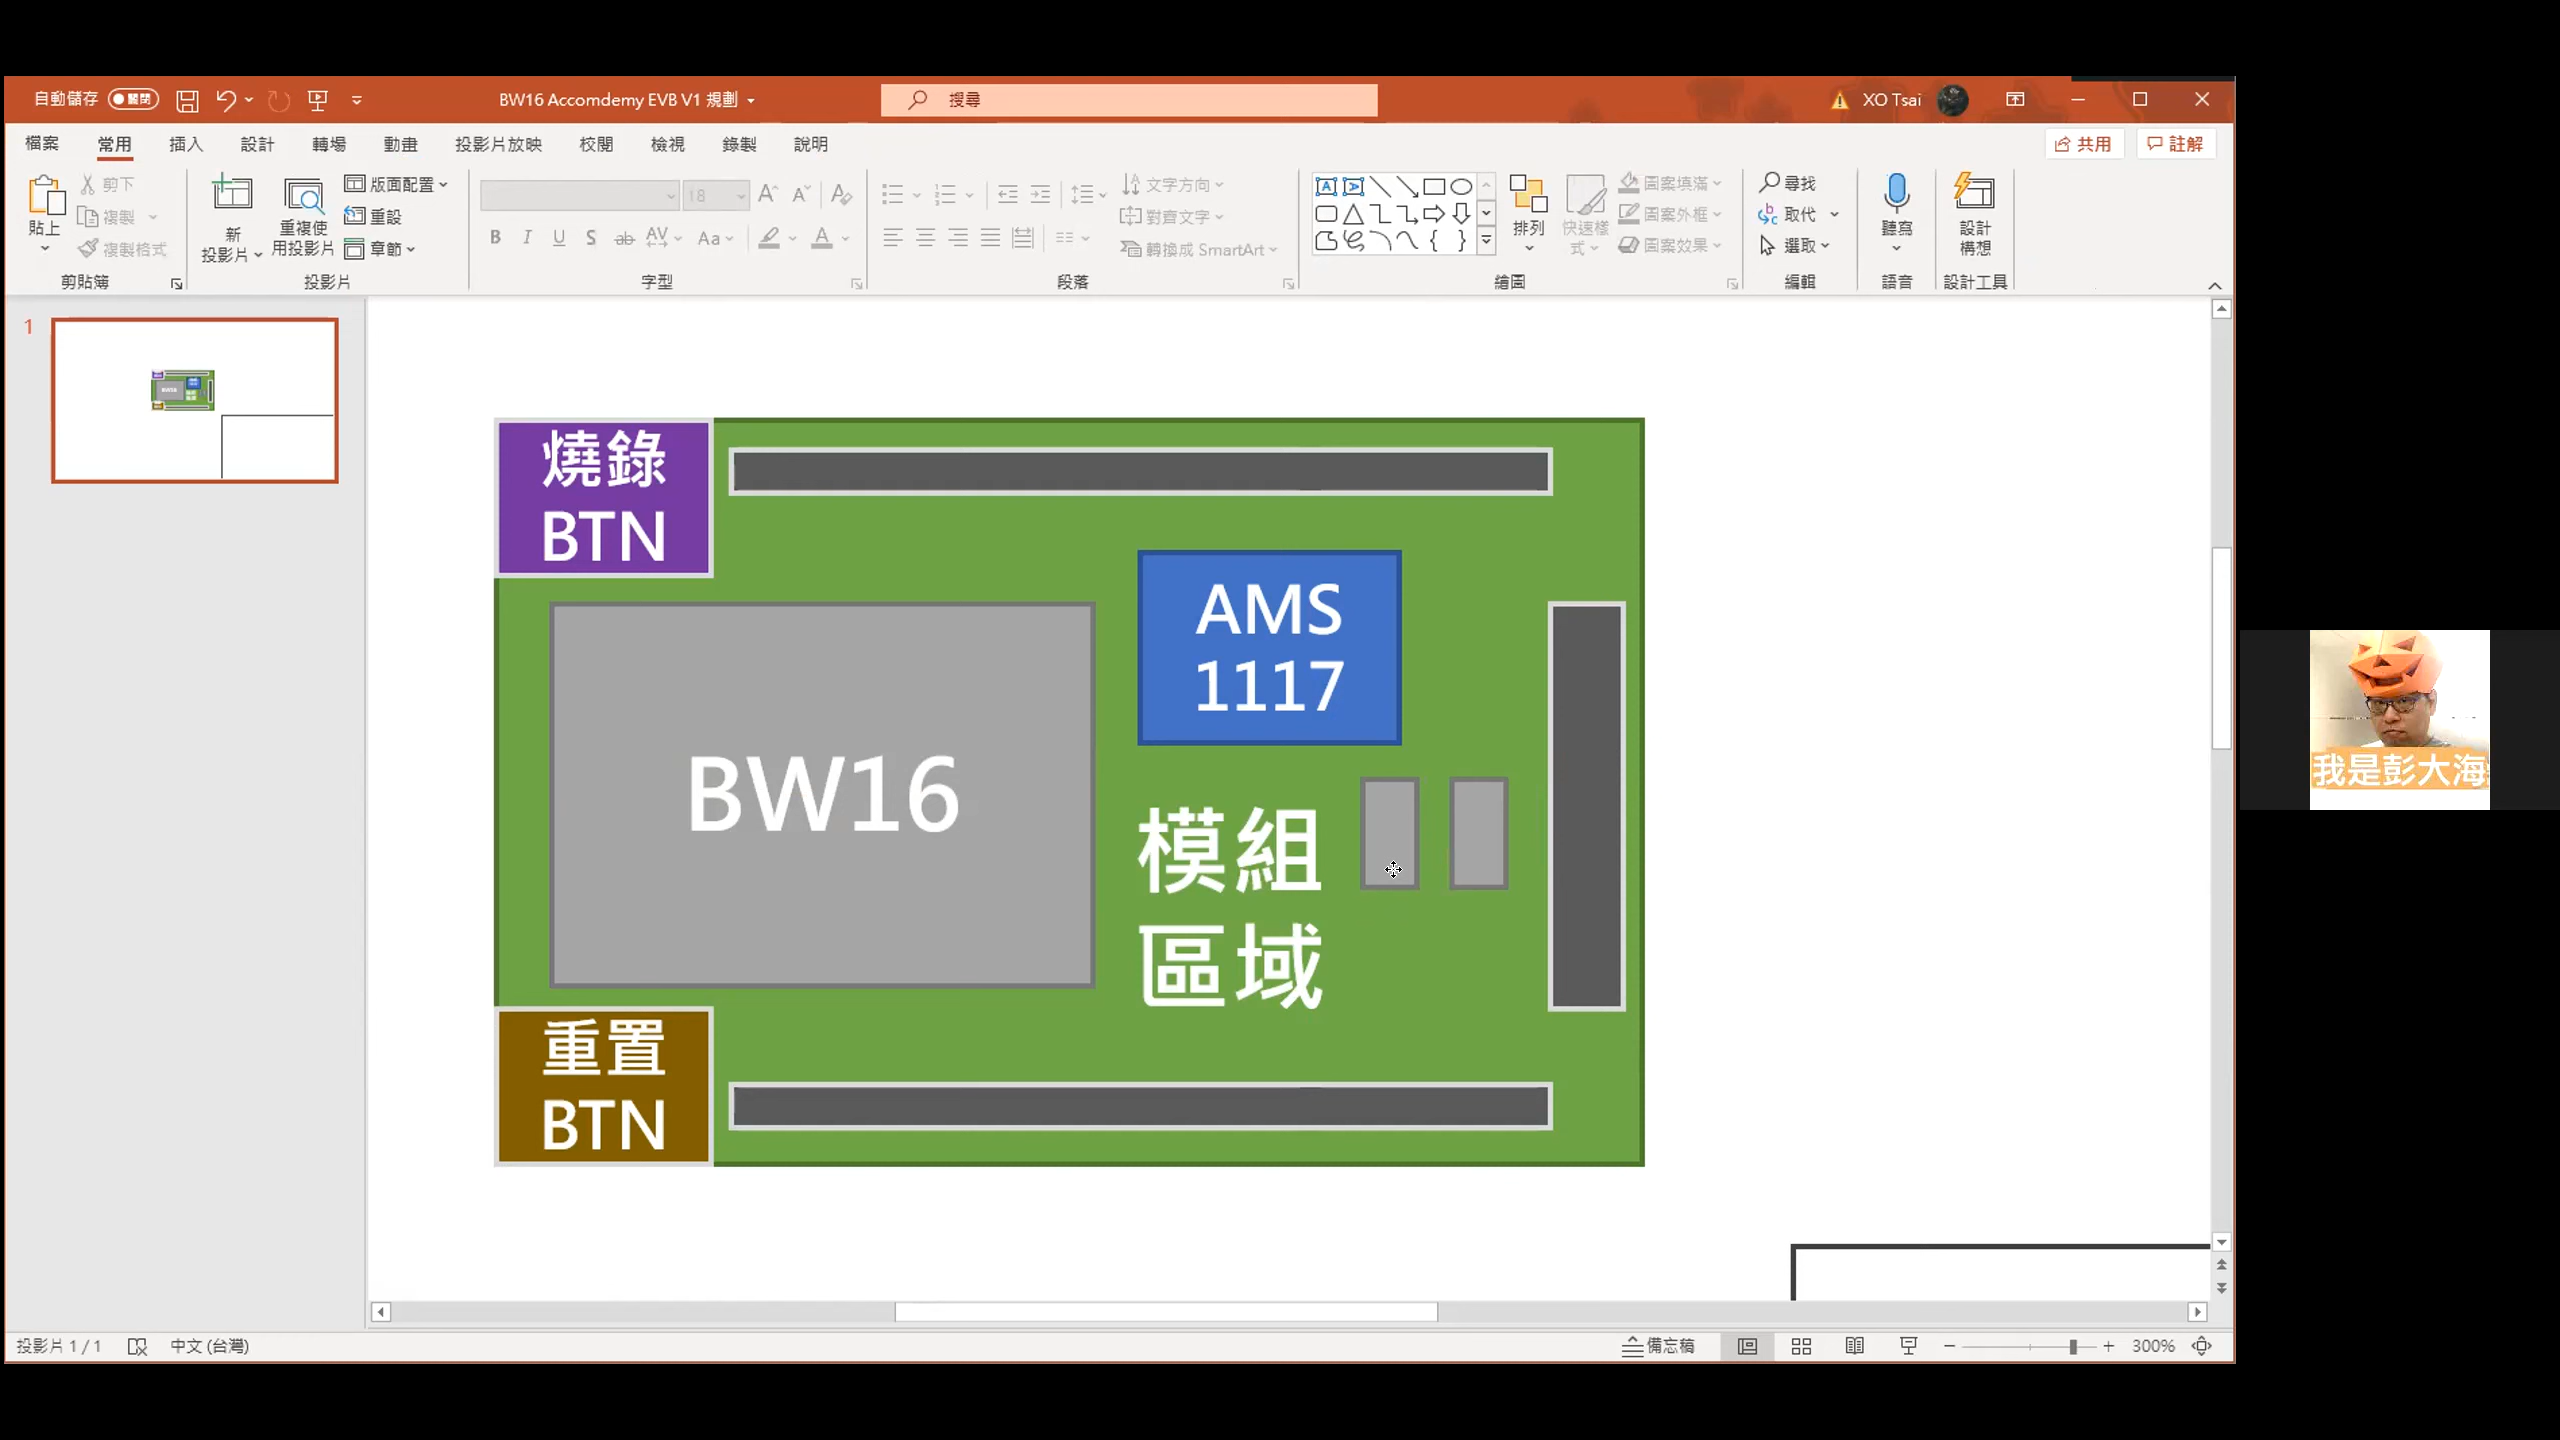 自動儲存 關閉 BW16 Accomdemy EVB V1 規劃 搜尋 XO Tsai
檔案 常用 插入 設計 轉場 動畫 投影片放映 校閱 檢視 錄製 說明 共用 註解
貼上 剪下 複製 複製格式
剪貼簿
新
投影片
重複使
用投影片
版面配置
重設
章節
投影片
18
B I U S ab AV Aa A
字型
文字方向
對齊文字
轉換成 SmartArt
段落
排列
快速樣
式
圖案填滿
圖案外框
圖案效果
繪圖
尋找
取代
選取
編輯
聽寫
語音
設計
構想
設計工具
1
燒錄
BTN
AMS
1117
BW16
模組
區域
重置
BTN
我是彭大海
投影片 1 / 1 中文 (台灣) 備忘稿 300%